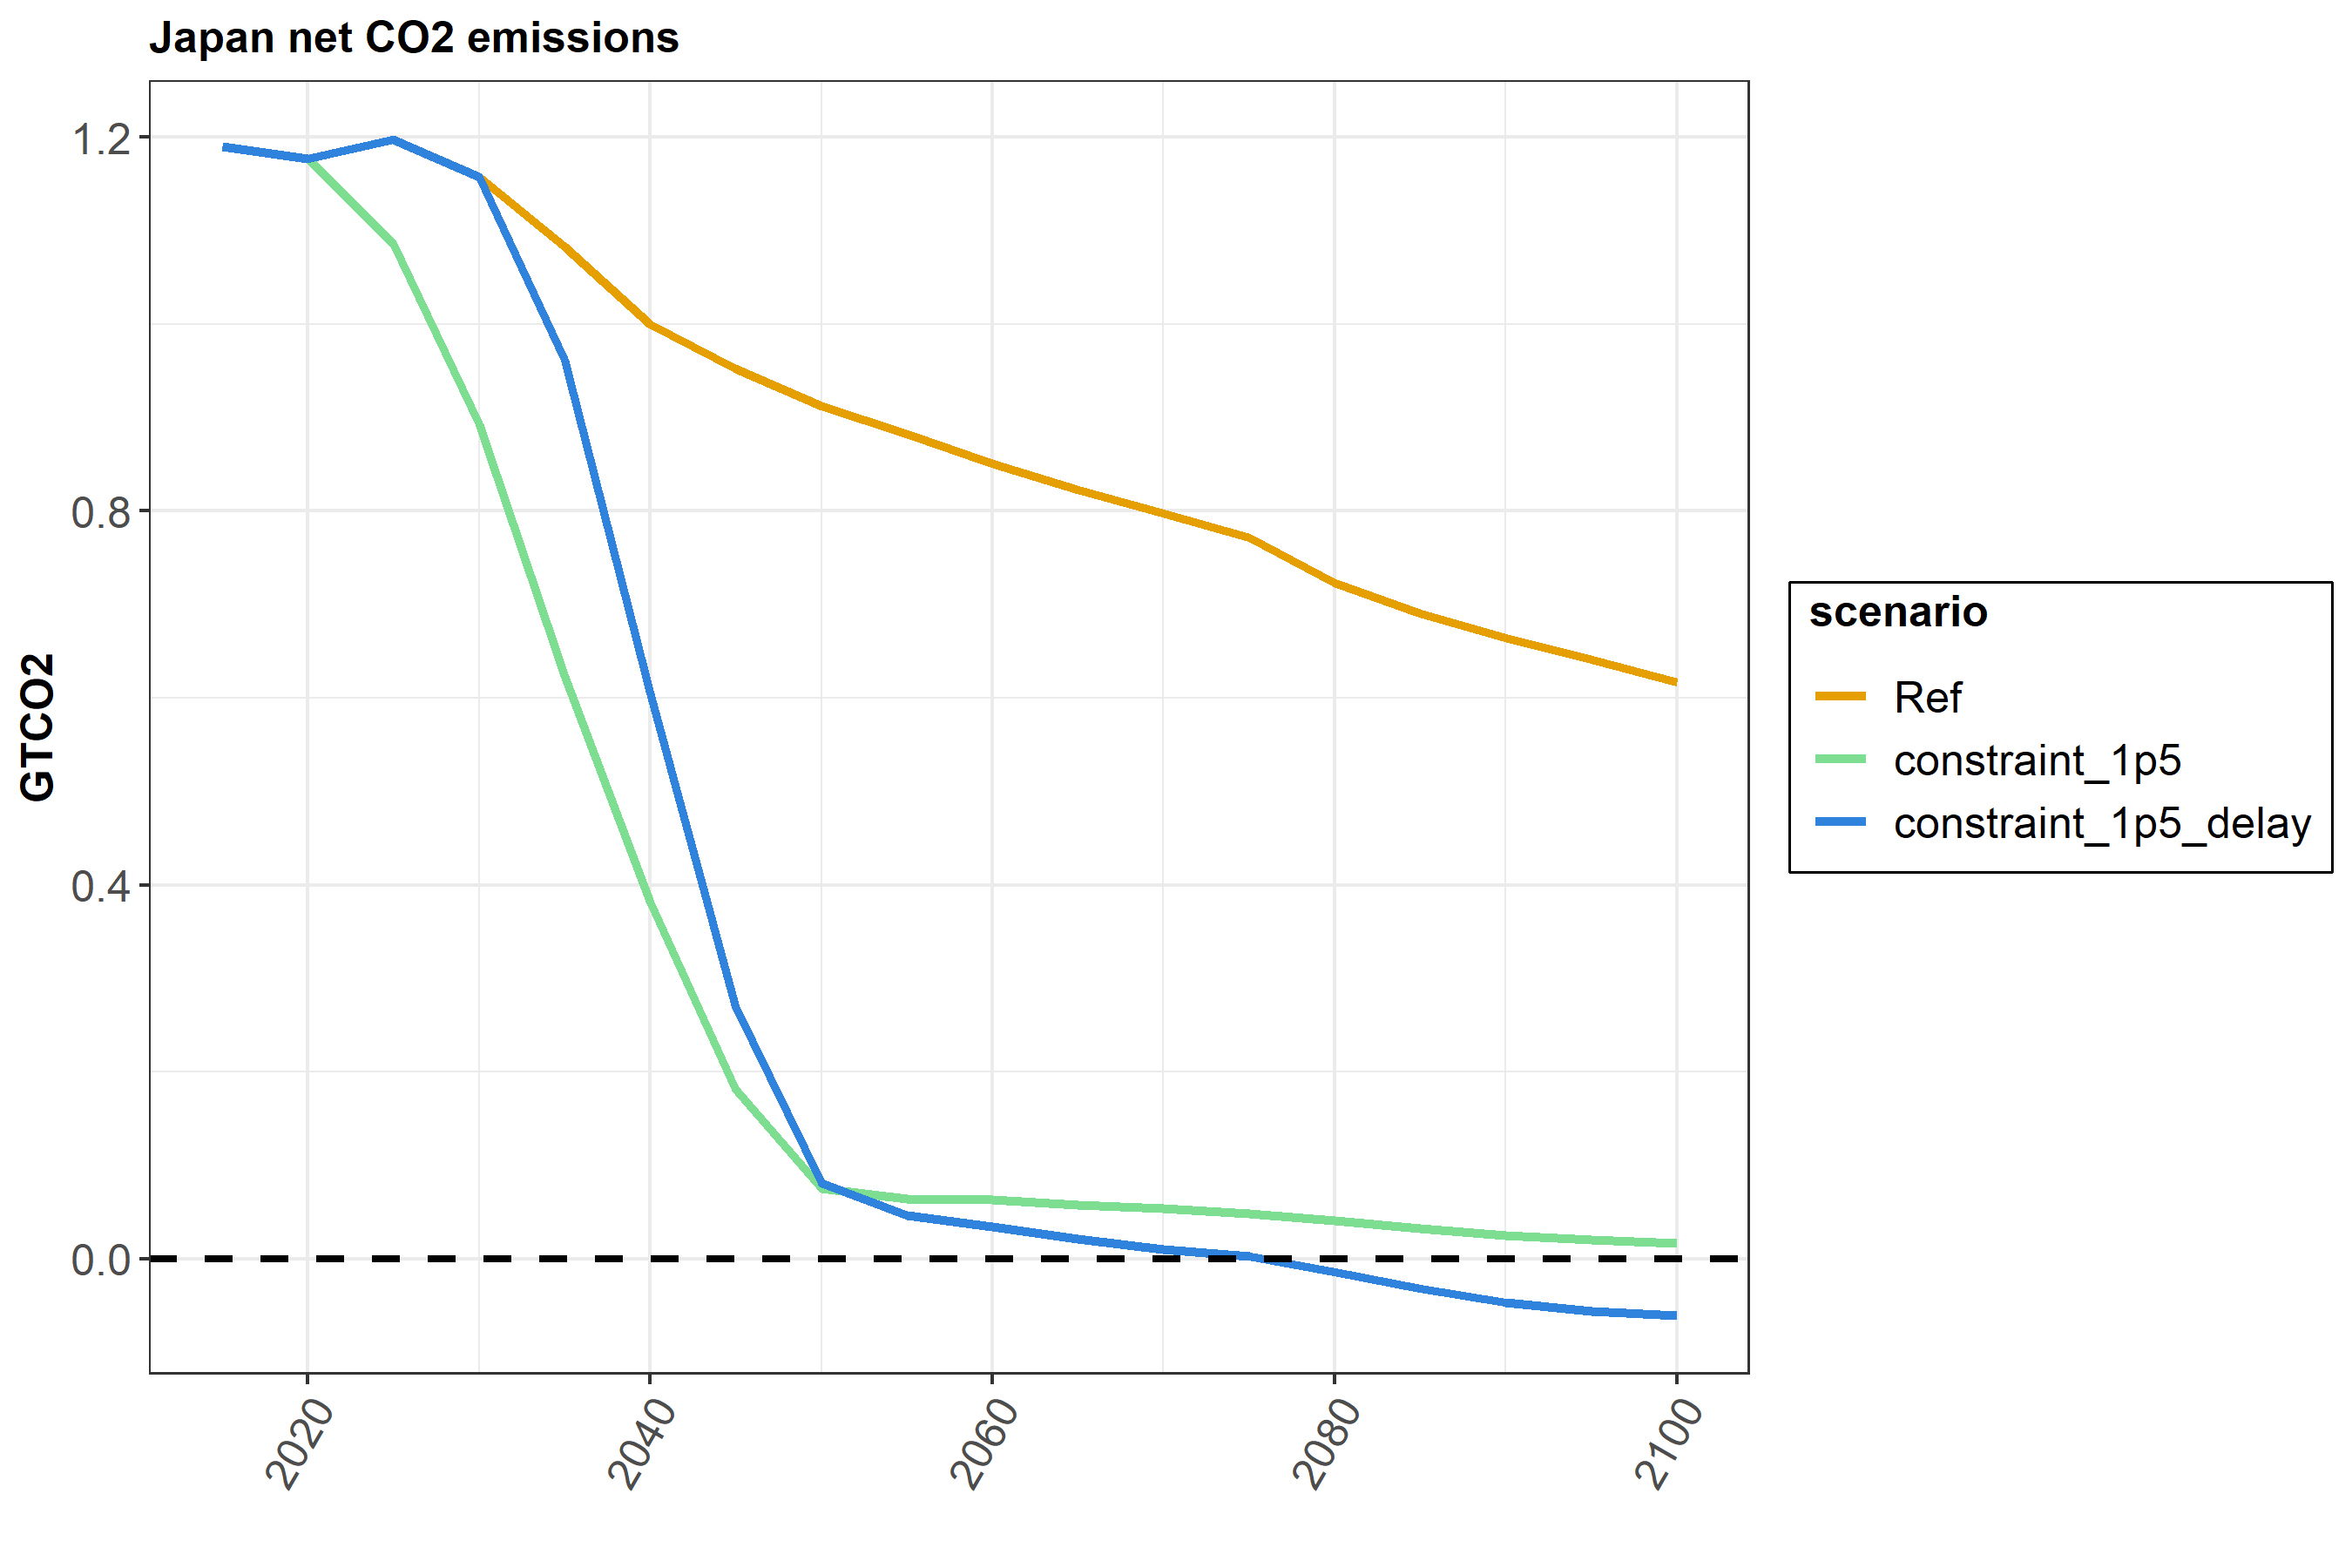 Japan net CO2 emissions
GTCO2
1.2
0.8
0.4
0.0
2020
2040
2060
2080
2100
scenario
Ref
constraint_1p5
constraint_1p5_delay